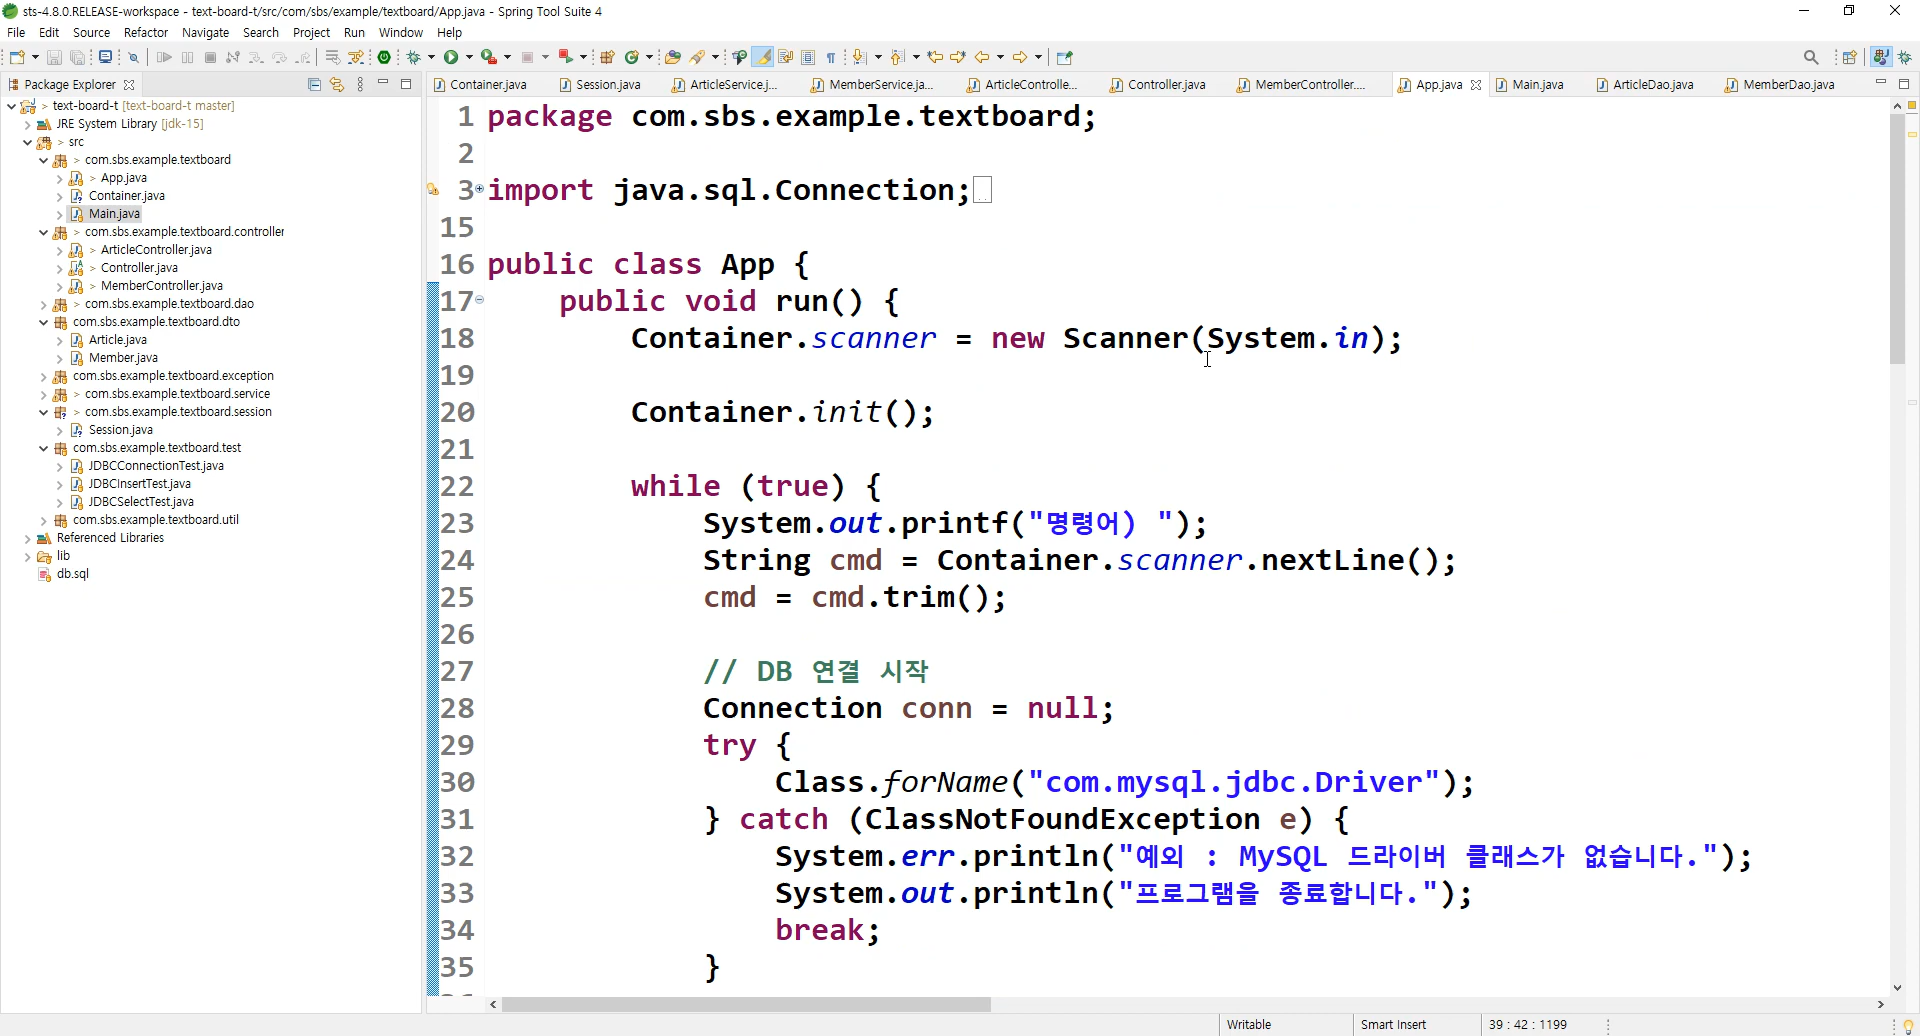 sts-4.8.0.RELEASE-workspace - text-board-t/src/com/sbs/example/textboard/App.java - Spring Tool Suite 4
File Edit Source Refactor Navigate Search Project Run Window Help
Package Explorer
text-board-t [text-board-t master]
JRE System Library [jdk-15]
src
com.sbs.example.textboard
App.java
Container.java
Main.java
com.sbs.example.textboard.controller
ArticleController.java
Controller.java
MemberController.java
com.sbs.example.textboard.dao
com.sbs.example.textboard.dto
Article.java
Member.java
com.sbs.example.textboard.exception
com.sbs.example.textboard.service
com.sbs.example.textboard.session
Session.java
com.sbs.example.textboard.test
JDBCConnectionTest.java
JDBCInsertTest.java
JDBCSelectTest.java
com.sbs.example.textboard.util
Referenced Libraries
lib
db.sql
Container.java Session.java ArticleService.j... MemberService.ja... ArticleControlle... Controller.java MemberController.... App.java Main.java ArticleDao.java MemberDao.java
1 package com.sbs.example.textboard;
2
3 import java.sql.Connection;
15
16 public class App {
17 public void run() {
18 Container.scanner = new Scanner(System.in);
19
20 Container.init();
21
22 while (true) {
23 System.out.printf("명령어) ");
24 String cmd = Container.scanner.nextLine();
25 cmd = cmd.trim();
26
27 // DB 연결 시작
28 Connection conn = null;
29 try {
30 Class.forName("com.mysql.jdbc.Driver");
31 } catch (ClassNotFoundException e) {
32 System.err.println("예외 : MySQL 드라이버 클래스가 없습니다.");
33 System.out.println("프로그램을 종료합니다.");
34 break;
35 }
Writable Smart Insert 39 : 42 : 1199